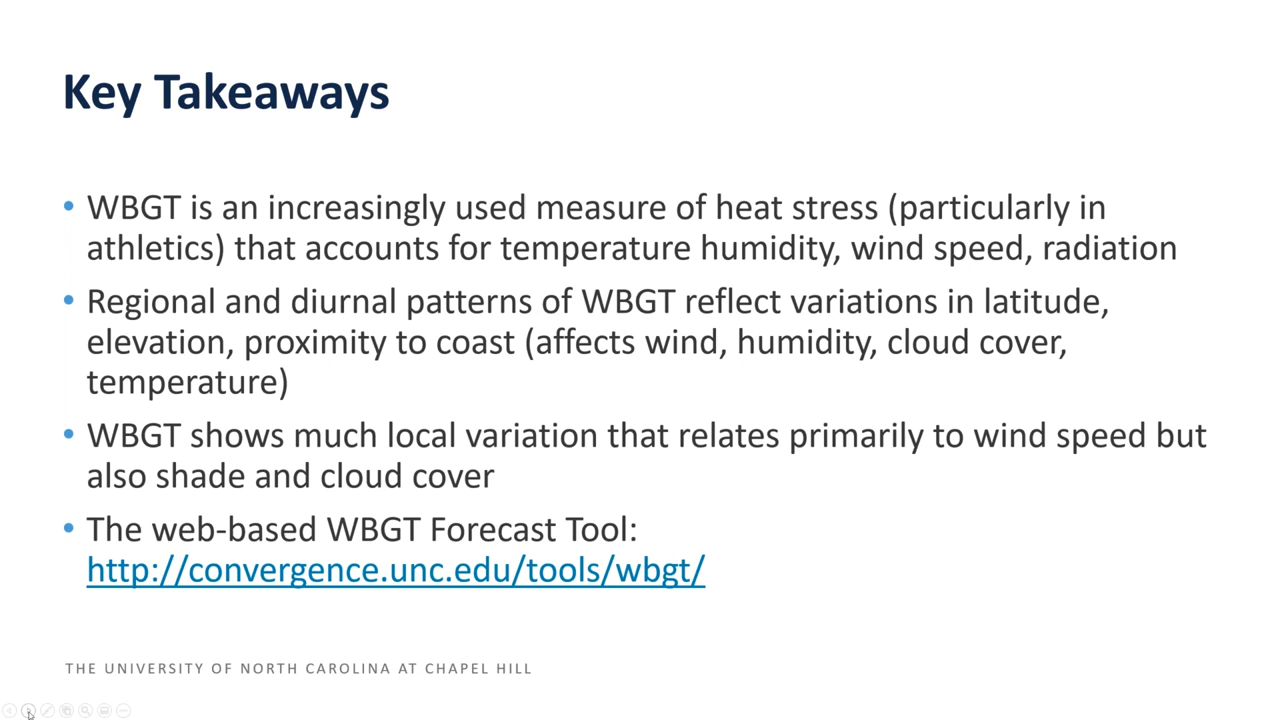 Key Takeaways
• WBGT is an increasingly used measure of heat stress (particularly in
athletics) that accounts for temperature humidity, wind speed, radiation
• Regional and diurnal patterns of WBGT reflect variations in latitude,
elevation, proximity to coast (affects wind, humidity, cloud cover,
temperature)
• WBGT shows much local variation that relates primarily to wind speed but
also shade and cloud cover
• The web-based WBGT Forecast Tool:
http://convergence.unc.edu/tools/wbgt/
THE UNIVERSITY OF NORTH CAROLINA AT CHAPEL HILL